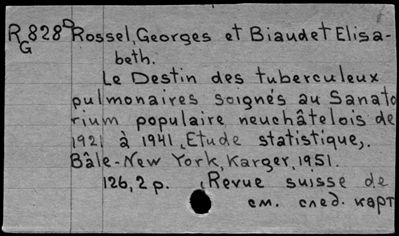 R 828 D Rossel, Georges et Biaudet Elisa-
G
beth.
Le Destin des tuberculeux
pulmonaires soignés au Sanato
rium populaire neuchâtelois de
1921 à 1941, Etude statistique,.
Bâle-New York, Karger, 1951.
126, 2 p. (Revue suisse de
см. след. карт